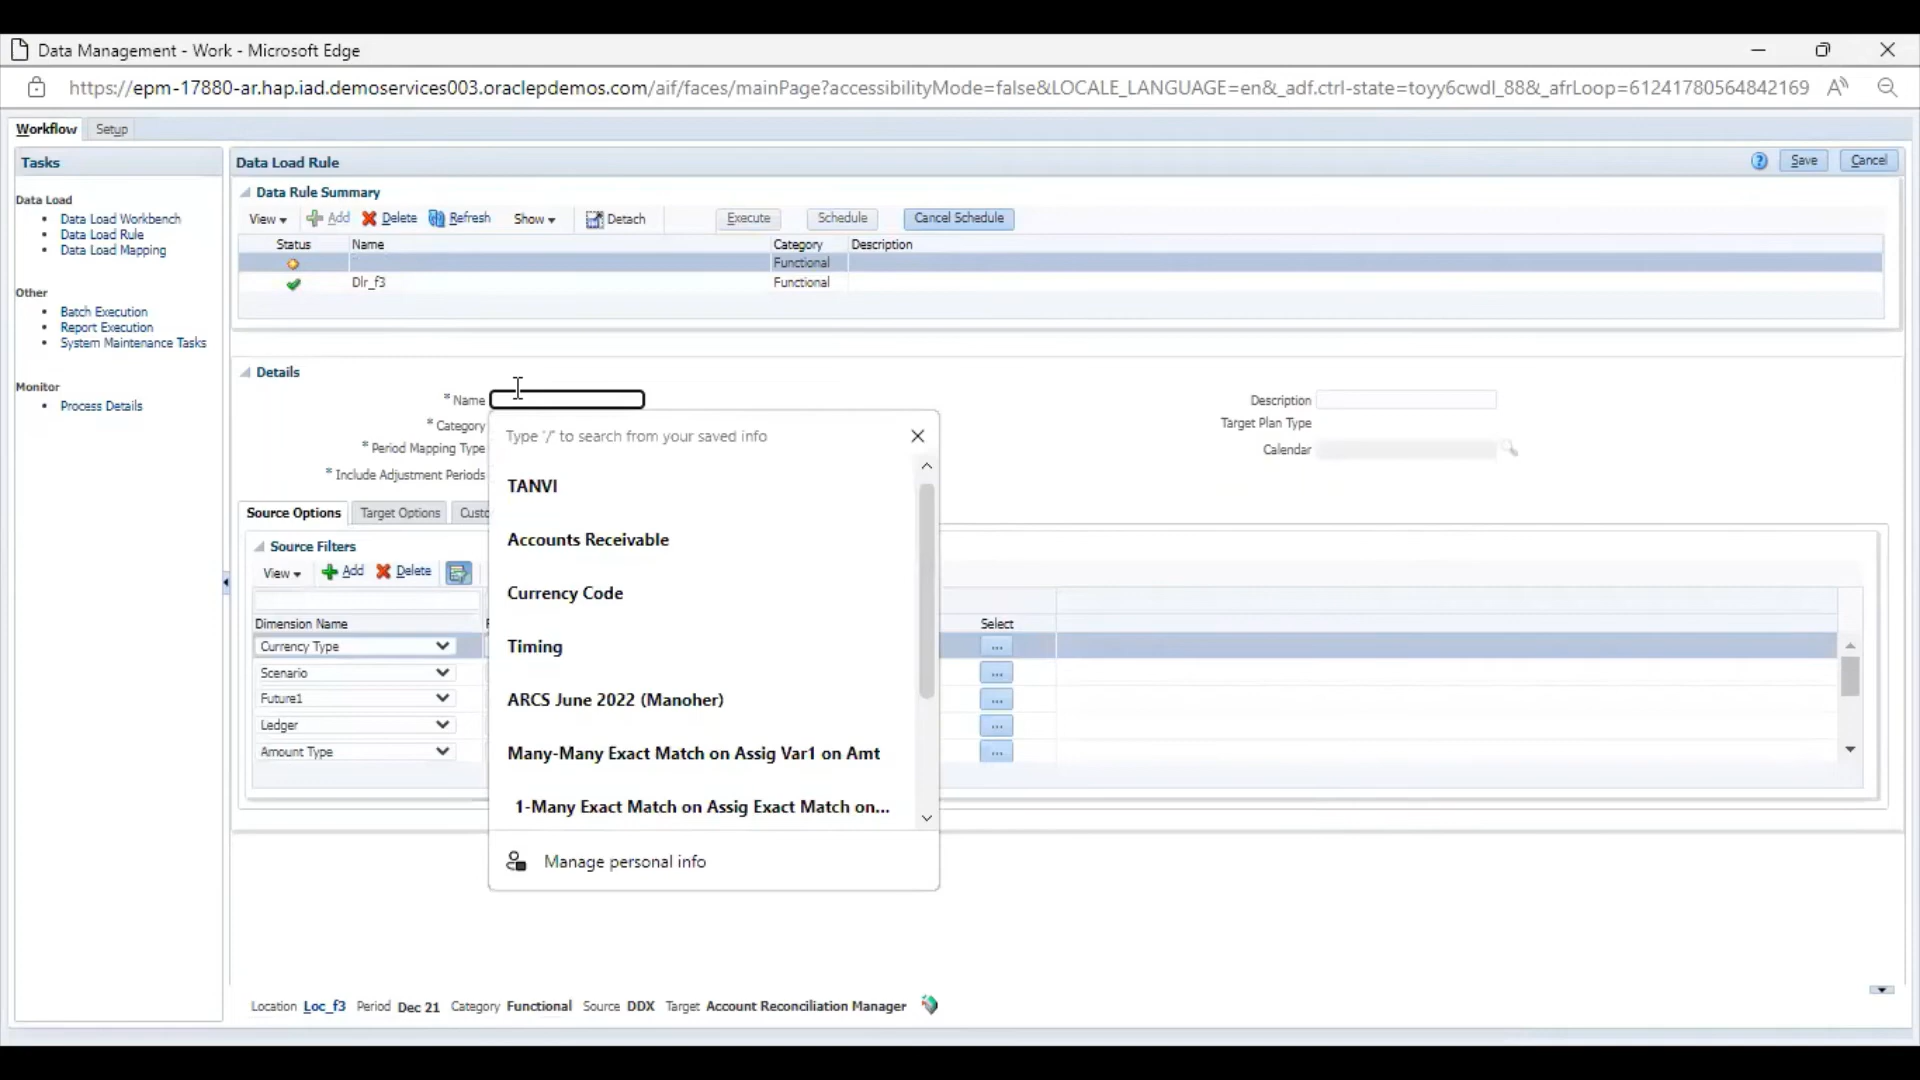 Data Management - Work - Microsoft Edge
https://epm-17880-ar.hap.iad.demoservices003.oraclepdemos.com/aif/faces/mainPage?accessibilityMode=false&LOCALE_LANGUAGE=en&_adf.ctrl-state=toyy6cwdl_88&_afrLoop=61241780564842169
Workflow Setup
Tasks
Data Load
Data Load Workbench
Data Load Rule
Data Load Mapping
Other
Batch Execution
Report Execution
System Maintenance Tasks
Monitor
Process Details
Data Load Rule
? Save Cancel
Data Rule Summary
View Add Delete Refresh Show Detach Execute Schedule Cancel Schedule
Status Name Category Description
Functional
Dlr_f3 Functional
Details
* Name
* Category
* Period Mapping Type
* Include Adjustment Periods
Description
Target Plan Type
Calendar
Type '/' to search from your saved info
TANVI
Accounts Receivable
Currency Code
Timing
ARCS June 2022 (Manoher)
Many-Many Exact Match on Assig Var1 on Amt
1-Many Exact Match on Assig Exact Match on...
Manage personal info
Source Options Target Options Custo
Source Filters
View Add Delete
Dimension Name Select
Currency Type ...
Scenario ...
Future1 ...
Ledger ...
Amount Type ...
Location Loc_f3 Period Dec 21 Category Functional Source DDX Target Account Reconciliation Manager